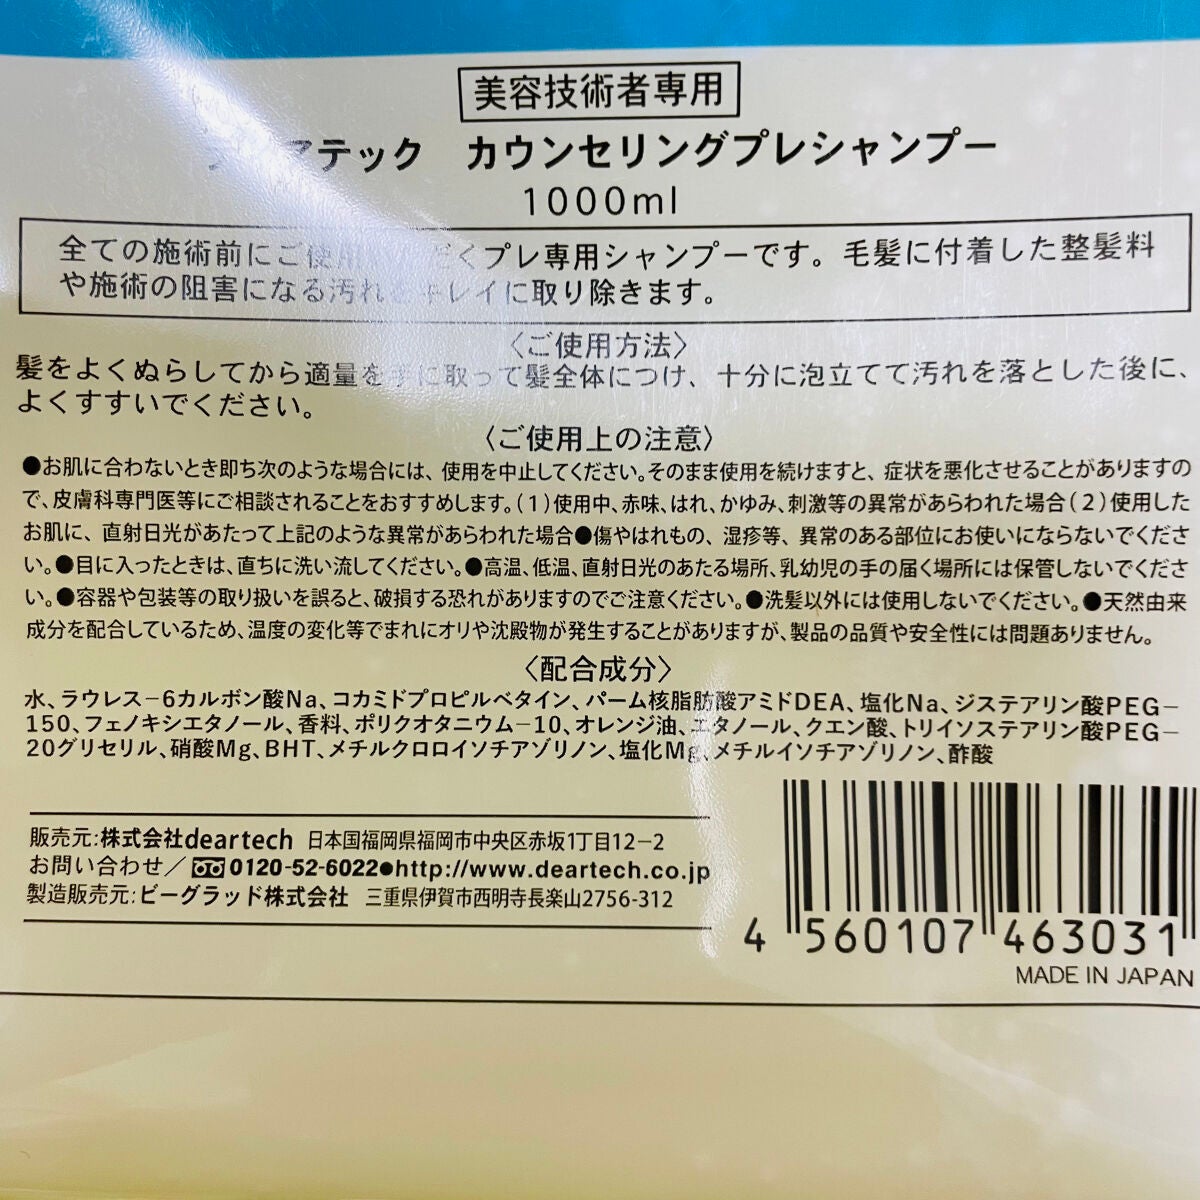 美容技術者専用
アテック カウンセリングプレシャンプー
1000ml
全ての施術前にご使用 だくプレ専用シャンプーです。毛髪に付着した整髪料
や施術の阻害になる汚れをキレイに取り除きます。
〈ご使用方法〉
髪をよくぬらしてから適量を手に取って髪全体につけ、十分に泡立てて汚れを落とした後に、
よくすすいでください。
〈ご使用上の注意〉
●お肌に合わないとき即ち次のような場合には、使用を中止してください。そのまま使用を続けますと、症状を悪化させることがありますの
で、皮膚科専門医等にご相談されることをおすすめします。(1)使用中、赤味、はれ、かゆみ、刺激等の異常があらわれた場合(2)使用した
お肌に、直射日光があたって上記のような異常があらわれた場合●傷やはれもの、湿疹等、異常のある部位にお使いにならないでくださ
い。●目に入ったときは、直ちに洗い流してください。●高温、低温、直射日光のあたる場所、乳幼児の手の届く場所には保管しないでくださ
い。●容器や包装等の取り扱いを誤ると、破損する恐れがありますのでご注意ください。●洗髪以外には使用しないでください。●天然由来
成分を配合しているため、温度の変化等でまれにオリや沈殿物が発生することがありますが、製品の品質や安全性には問題ありません。
〈配合成分〉
水、ラウレス－6カルボン酸Na、コカミドプロピルベタイン、パーム核脂肪酸アミドDEA、塩化Na、ジステアリン酸PEG－
150、フェノキシエタノール、香料、ポリクオタニウム－10、オレンジ油、エタノール、クエン酸、トリイソステアリン酸PEG－
20グリセリル、硝酸Mg、BHT、メチルクロロイソチアゾリノン、塩化Mg、メチルイソチアゾリノン、酢酸
販売元:株式会社deartech 日本国福岡県福岡市中央区赤坂1丁目12－2
お問い合わせ／ 0120-52-6022●http://www.deartech.co.jp
製造販売元:ビーグラッド株式会社 三重県伊賀市西明寺長楽山2756-312
4 560107 463031
MADE IN JAPAN